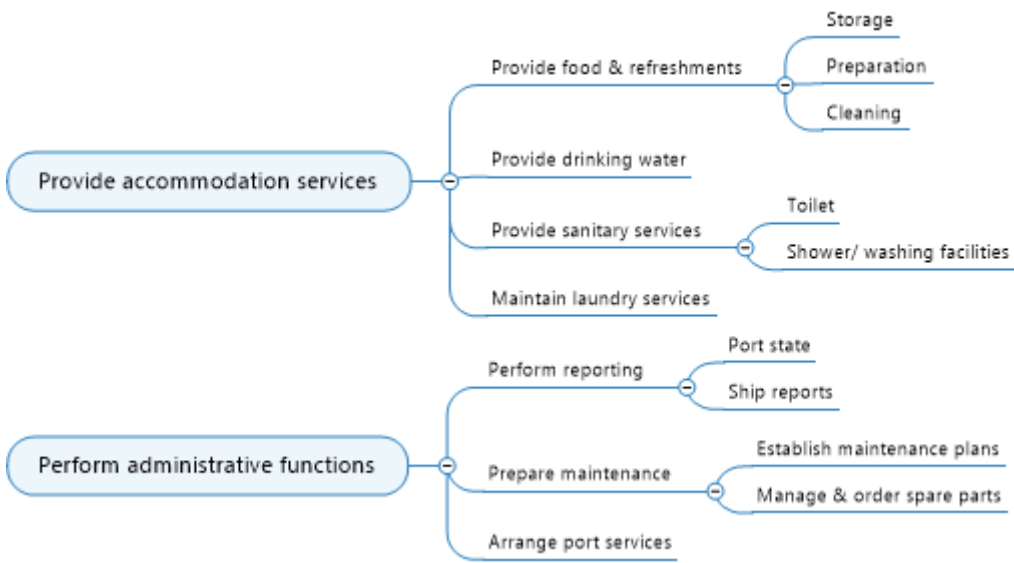 Provide accommodation services
Provide food & refreshments
Storage
Preparation
Cleaning
Provide drinking water
Provide sanitary services
Toilet
Shower/ washing facilities
Maintain laundry services
Perform administrative functions
Perform reporting
Port state
Ship reports
Prepare maintenance
Establish maintenance plans
Manage & order spare parts
Arrange port services